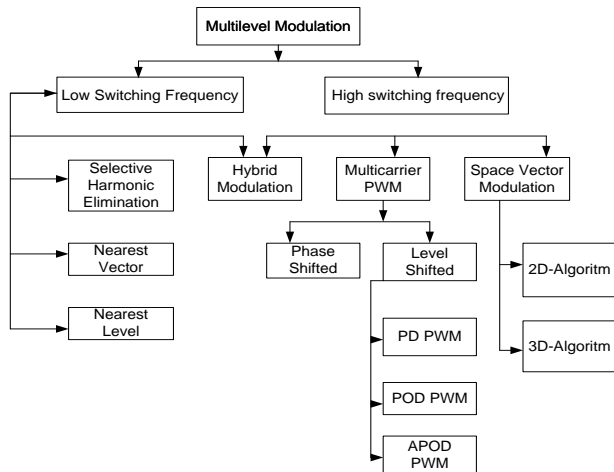 Multilevel Modulation
Low Switching Frequency
High switching frequency
Selective
Harmonic
Elimination
Hybrid
Modulation
Multicarrier
PWM
Space Vector
Modulation
Phase
Shifted
Level
Shifted
Nearest
Vector
2D-Algoritm
Nearest
Level
PD PWM
3D-Algoritm
POD PWM
APOD
PWM